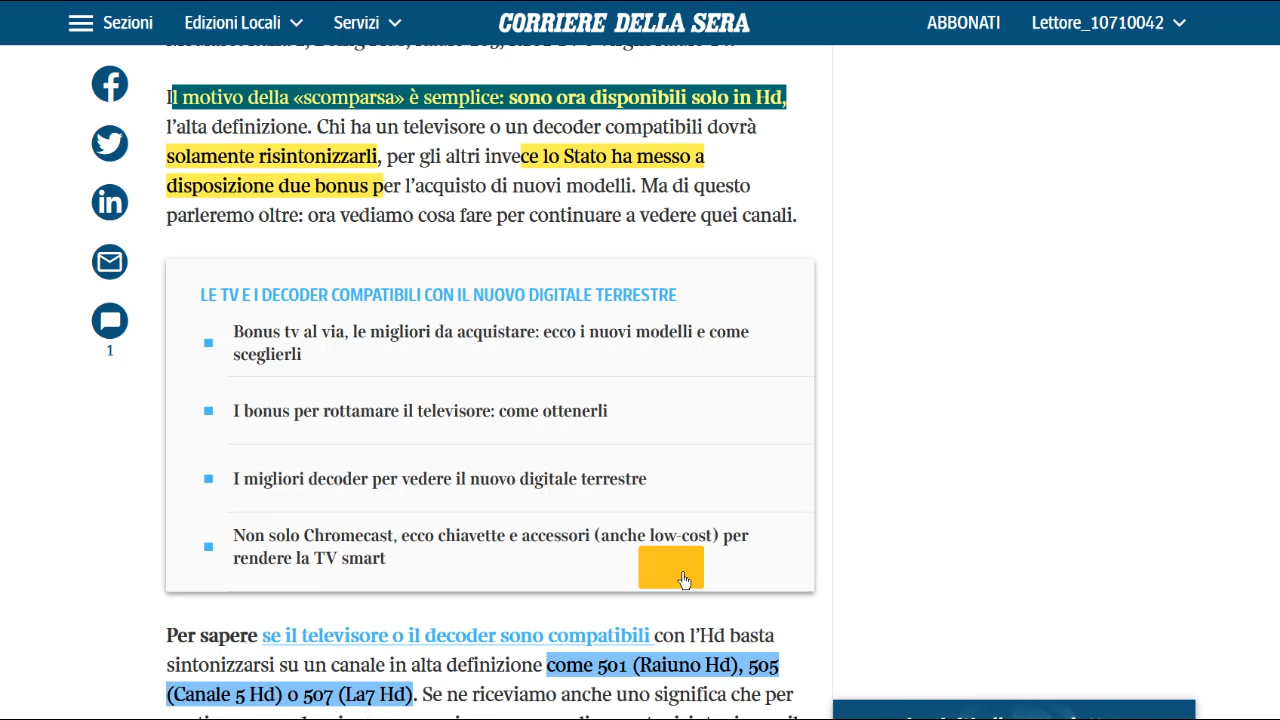 Sezioni
Edizioni Locali
Servizi
CORRIERE DELLA SERA
ABBONATI
Lettore_10710042
Il motivo della «scomparsa» è semplice: sono ora disponibili solo in Hd,
l’alta definizione. Chi ha un televisore o un decoder compatibili dovrà
solamente risintonizzarli, per gli altri invece lo Stato ha messo a
disposizione due bonus per l’acquisto di nuovi modelli. Ma di questo
parleremo oltre: ora vediamo cosa fare per continuare a vedere quei canali.
1
LE TV E I DECODER COMPATIBILI CON IL NUOVO DIGITALE TERRESTRE
Bonus tv al via, le migliori da acquistare: ecco i nuovi modelli e come
sceglierli
I bonus per rottamare il televisore: come ottenerli
I migliori decoder per vedere il nuovo digitale terrestre
Non solo Chromecast, ecco chiavette e accessori (anche low-cost) per
rendere la TV smart
Per sapere se il televisore o il decoder sono compatibili con l’Hd basta
sintonizzarsi su un canale in alta definizione come 501 (Raiuno Hd), 505
(Canale 5 Hd) o 507 (La7 Hd). Se ne riceviamo anche uno significa che per